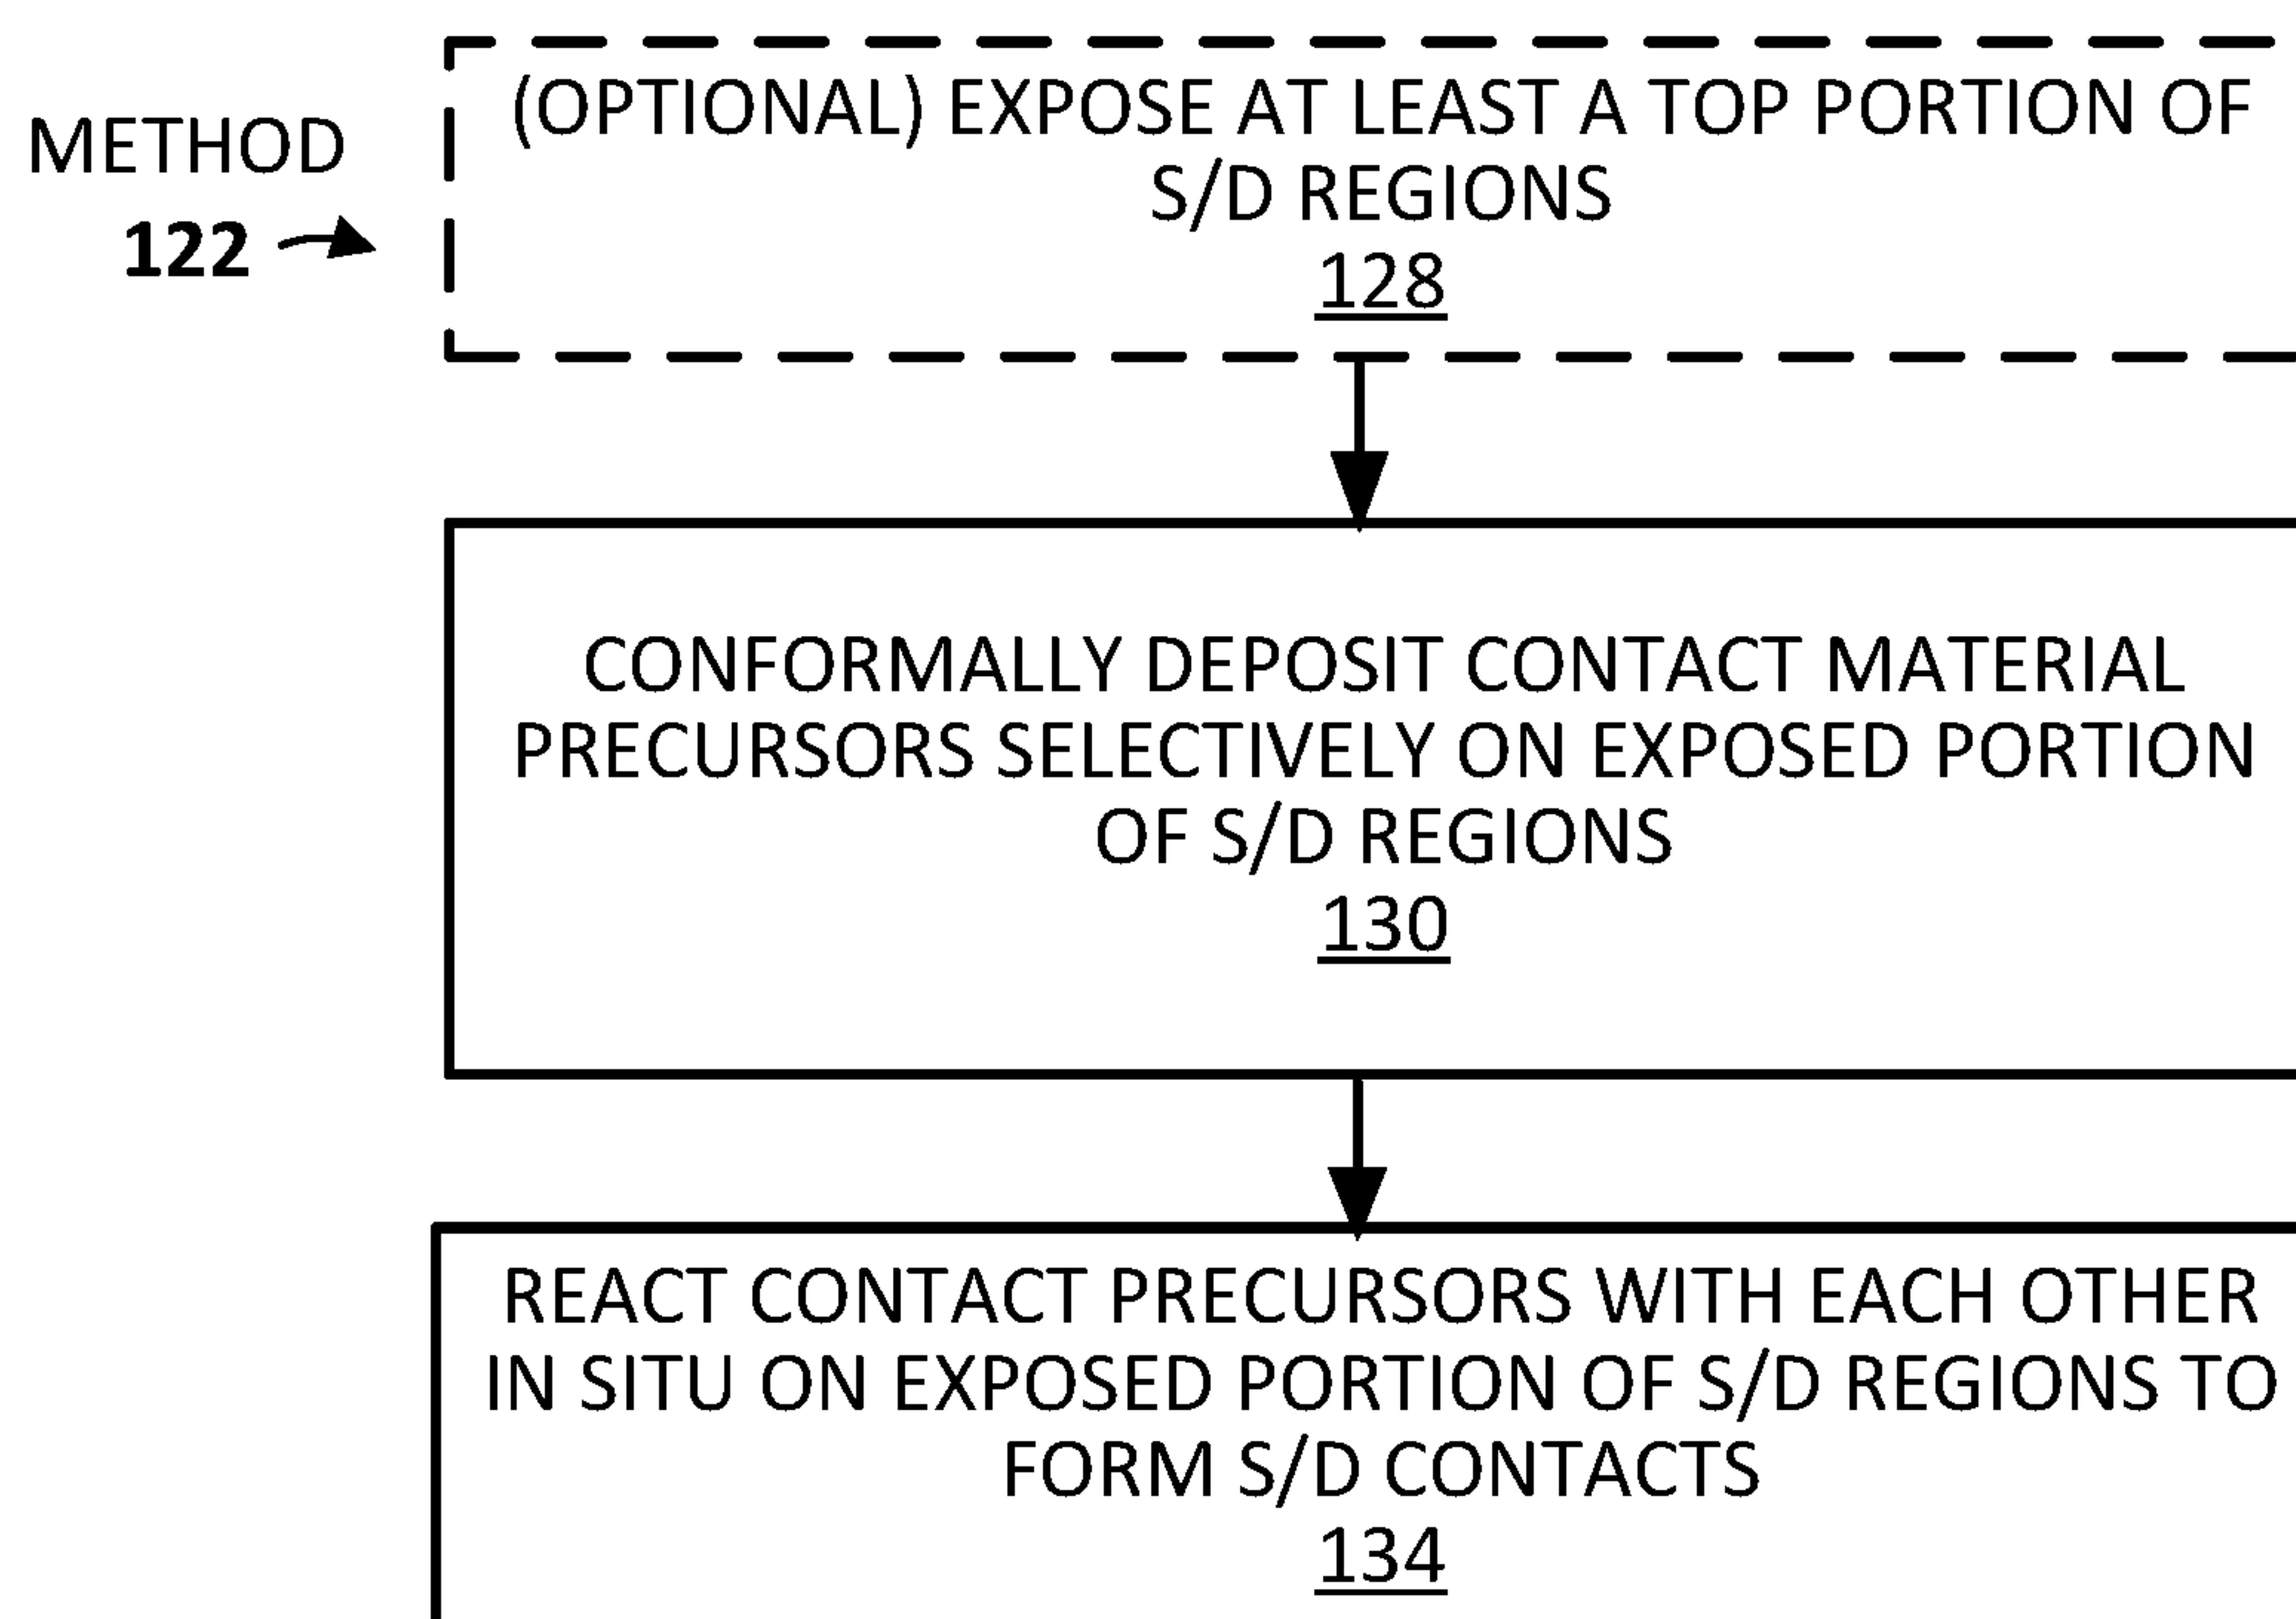 METHOD
122
(OPTIONAL) EXPOSE AT LEAST A TOP PORTION OF
S/D REGIONS
128
CONFORMALLY DEPOSIT CONTACT MATERIAL
PRECURSORS SELECTIVELY ON EXPOSED PORTION
OF S/D REGIONS
130
REACT CONTACT PRECURSORS WITH EACH OTHER
IN SITU ON EXPOSED PORTION OF S/D REGIONS TO
FORM S/D CONTACTS
134